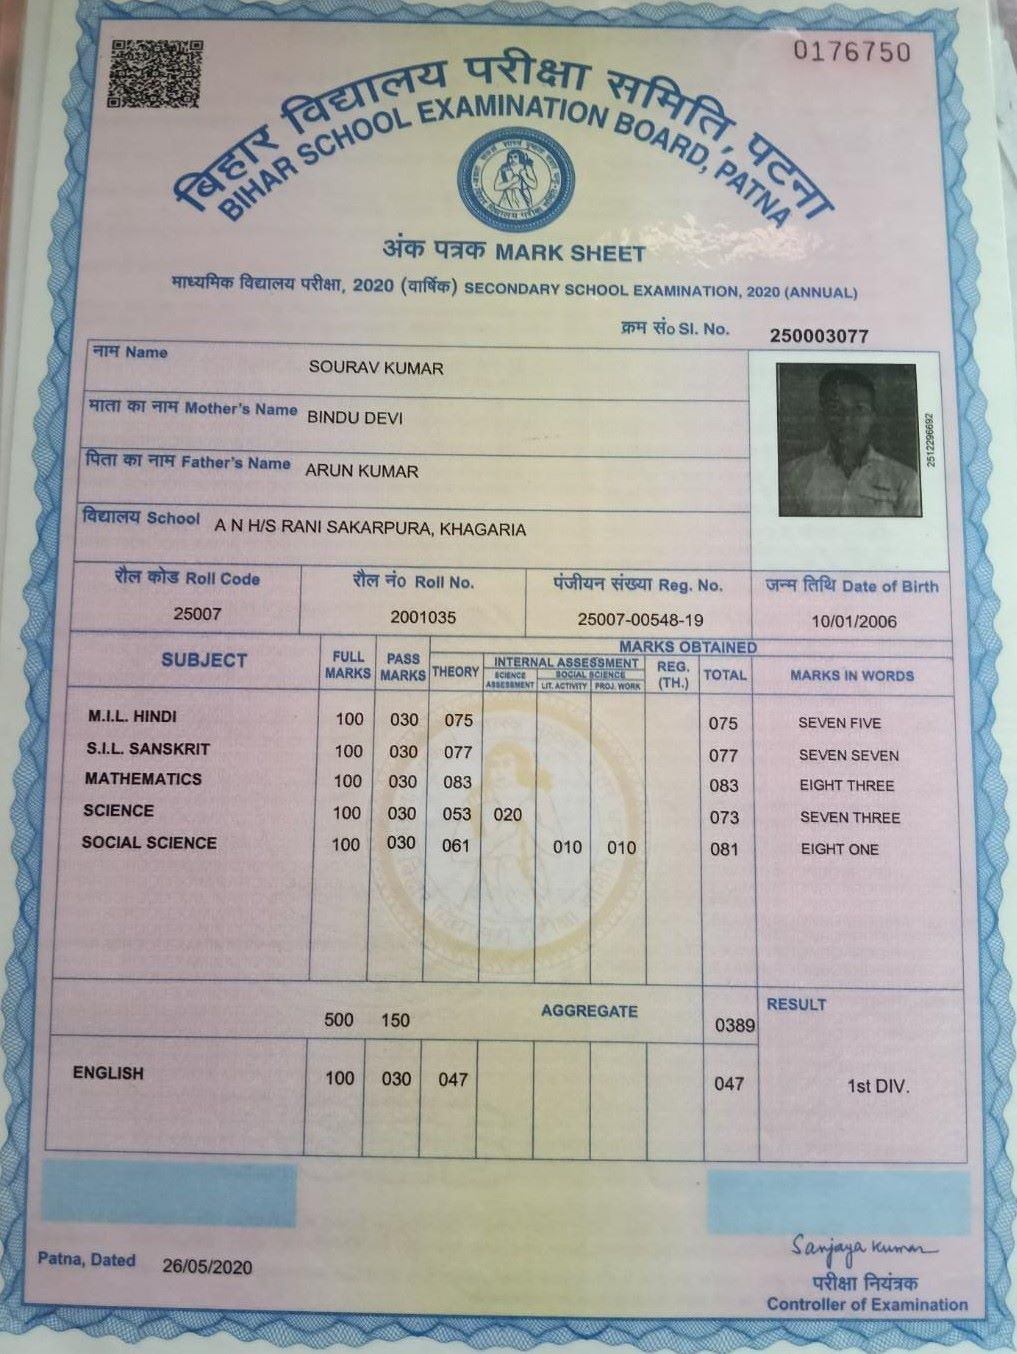 0176750
बिहार विद्यालय परीक्षा समिति, पटना
BIHAR SCHOOL EXAMINATION BOARD, PATNA
अंक पत्रक MARK SHEET
माध्यमिक विद्यालय परीक्षा, 2020 (वार्षिक) SECONDARY SCHOOL EXAMINATION, 2020 (ANNUAL)
क्रम सं० Sl. No. 250003077
नाम Name SOURAV KUMAR
माता का नाम Mother's Name BINDU DEVI
पिता का नाम Father's Name ARUN KUMAR
विद्यालय School A N H/S RANI SAKARPURA, KHAGARIA
2512296692
रौल कोड Roll Code रौल नं० Roll No. पंजीयन संख्या Reg. No. जन्म तिथि Date of Birth
25007 2001035 25007-00548-19 10/01/2006
SUBJECT FULL MARKS PASS MARKS MARKS OBTAINED
THEORY INTERNAL ASSESSMENT REG. (TH.) TOTAL MARKS IN WORDS
SCIENCE ASSESSMENT SOCIAL SCIENCE
LIT. ACTIVITY PROJ. WORK
M.I.L. HINDI 100 030 075 075 SEVEN FIVE
S.I.L. SANSKRIT 100 030 077 077 SEVEN SEVEN
MATHEMATICS 100 030 083 083 EIGHT THREE
SCIENCE 100 030 053 020 073 SEVEN THREE
SOCIAL SCIENCE 100 030 061 010 010 081 EIGHT ONE
500 150 AGGREGATE 0389 RESULT
ENGLISH 100 030 047 047 1st DIV.
Patna, Dated 26/05/2020
Sanjaya Kumar
परीक्षा नियंत्रक
Controller of Examination